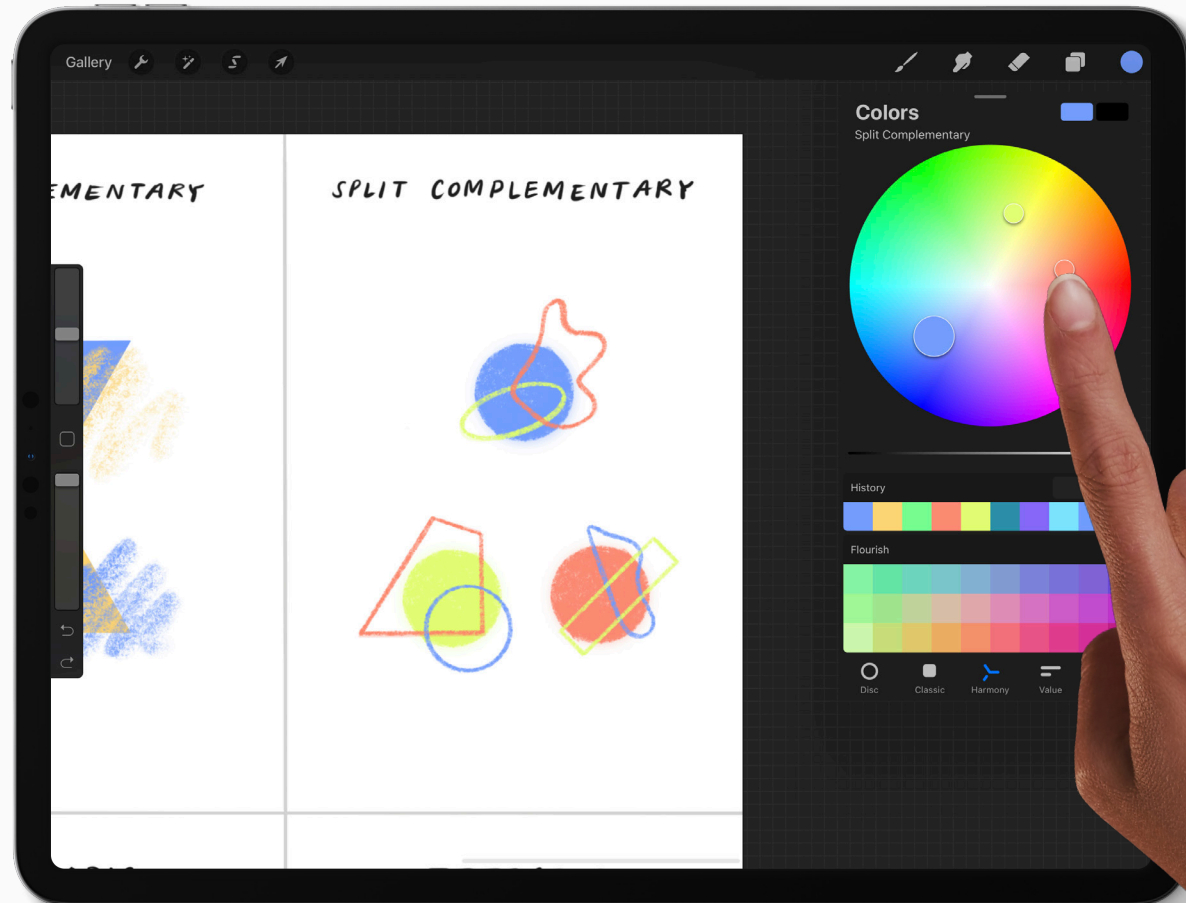 Gallery
Colors
Split Complementary
EMENTARY
SPLIT COMPLEMENTARY
History
Flourish
Disc
Classic
Harmony
Value